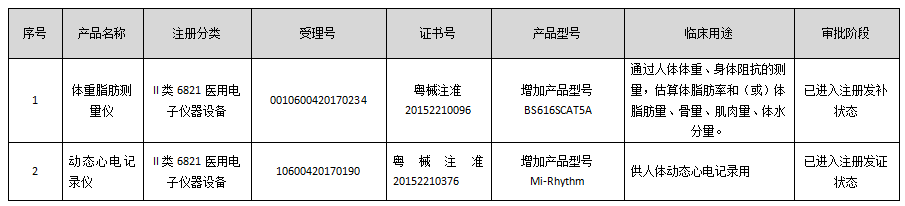 序号 产品名称 注册分类 受理号 证书号 产品型号 临床用途 审批阶段
1
体重脂肪测
量仪
II 类 6821 医用电
子仪器设备
0010600420170234
粤械注准
20152210096
增加产品型号
BS616SCAT5A
通过人体体重、身体阻抗的测
量，估算体脂肪率和（或）体
脂肪量、骨量、肌肉量、体水
分量。
已进入注册发补
状态
2
动态心电记
录仪
II 类 6821 医用电
子仪器设备
10600420170190
粤械注准
20152210376
增加产品型号
Mi-Rhythm
供人体动态心电记录用
已进入注册发证
状态